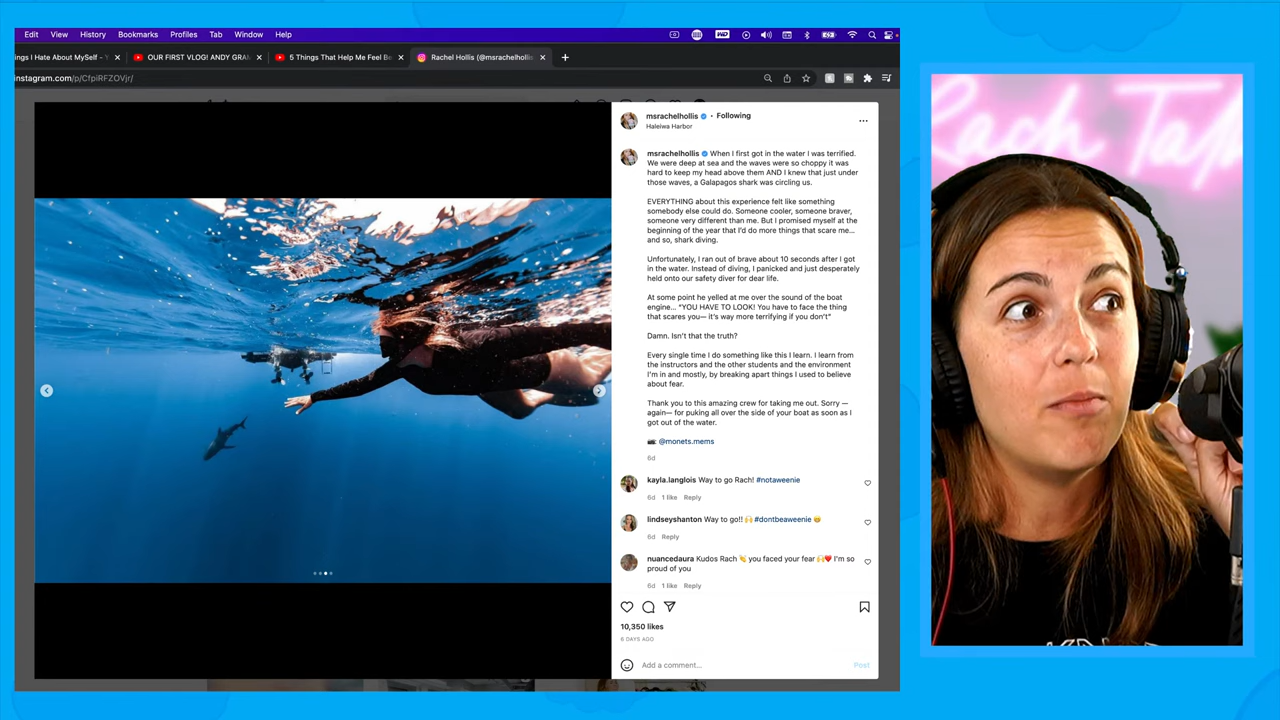 Edit View History Bookmarks Profiles Tab Window Help
ngs I Hate About MySelf - Y
OUR FIRST VLOG! ANDY GRA
5 Things That Help Me Feel Be
Rachel Hollis (@msrachelhollis
instagram.com/p/CfpiRFZOVjr/
msrachelhollis • Following
Haleiwa Harbor
msrachelhollis When I first got in the water I was terrified.
We were deep at sea and the waves were so choppy it was
hard to keep my head above them AND I knew that just under
those waves, a Galapagos shark was circling us.
EVERYTHING about this experience felt like something
somebody else could do. Someone cooler, someone braver,
someone very different than me. But I promised myself at the
beginning of the year that I'd do more things that scare me...
and so, shark diving.
Unfortunately, I ran out of brave about 10 seconds after I got
in the water. Instead of diving, I panicked and just desperately
held onto our safety diver for dear life.
At some point he yelled at me over the sound of the boat
engine... "YOU HAVE TO LOOK! You have to face the thing
that scares you— it's way more terrifying if you don't"
Damn. Isn't that the truth?
Every single time I do something like this I learn. I learn from
the instructors and the other students and the environment
I'm in and mostly, by breaking apart things I used to believe
about fear.
Thank you to this amazing crew for taking me out. Sorry —
again— for puking all over the side of your boat as soon as I
got out of the water.
📷: @monets.mems
6d
kayla.langlois Way to go Rach! #notaweenie
6d 1 like Reply
lindseyshanton Way to go!! 🙌 #dontbeaweenie 😊
6d Reply
nuancedaura Kudos Rach 👏 you faced your fear 🙌❤️ I'm so
proud of you
6d 1 like Reply
10,350 likes
6 DAYS AGO
Add a comment...
Post
Rach Tal